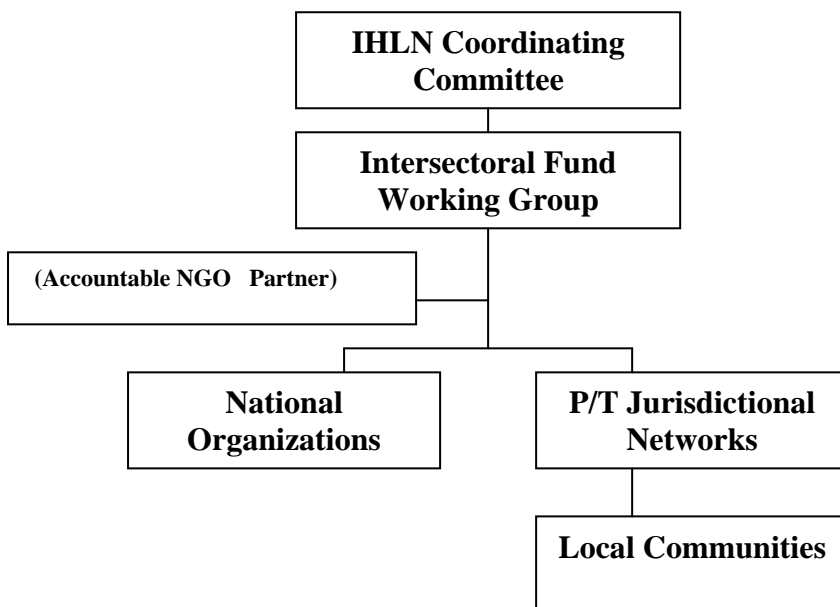 IHLN Coordinating
Committee
Intersectoral Fund
Working Group
(Accountable NGO   Partner)
National
Organizations
P/T Jurisdictional
Networks
Local Communities